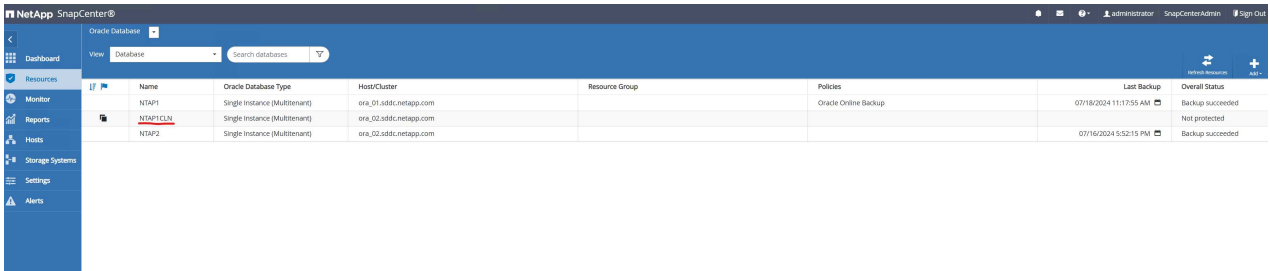 NetApp SnapCenter®
administrator SnapCenterAdmin Sign Out
Oracle Database
View Database Search databases
Refresh Resources Add
Dashboard
Resources
Monitor
Reports
Hosts
Storage Systems
Settings
Alerts
Name Oracle Database Type Host/Cluster Resource Group Policies Last Backup Overall Status
NTAP1 Single Instance (Multitenant) ora_01.sddc.netapp.com Oracle Online Backup 07/18/2024 11:17:55 AM Backup succeeded
NTAP1CLN Single Instance (Multitenant) ora_02.sddc.netapp.com Not protected
NTAP2 Single Instance (Multitenant) ora_02.sddc.netapp.com 07/16/2024 5:52:15 PM Backup succeeded